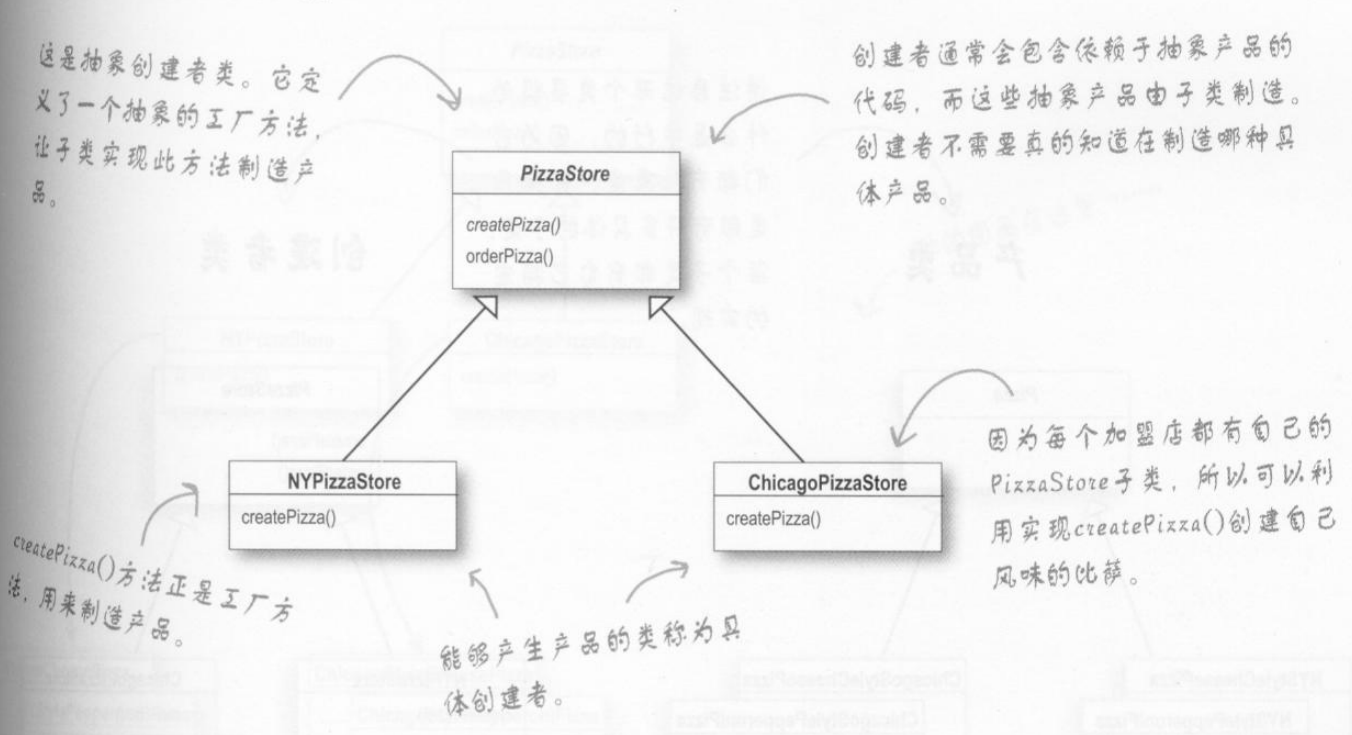 这是抽象创建者类。它定
义了一个抽象的工厂方法，
让子类实现此方法制造产
品。
创建者通常会包含依赖于抽象产品的
代码，而这些抽象产品由子类制造。
创建者不需要真的知道在制造哪种具
体产品。
PizzaStore
createPizza()
orderPizza()
NYPizzaStore
createPizza()
ChicagoPizzaStore
createPizza()
因为每个加盟店都有自己的
PizzaStore子类，所以可以利
用实现createPizza()创建自己
风味的比萨。
createPizza()方法正是工厂方
法，用来制造产品。
能够产生产品的类称为具
体创建者。